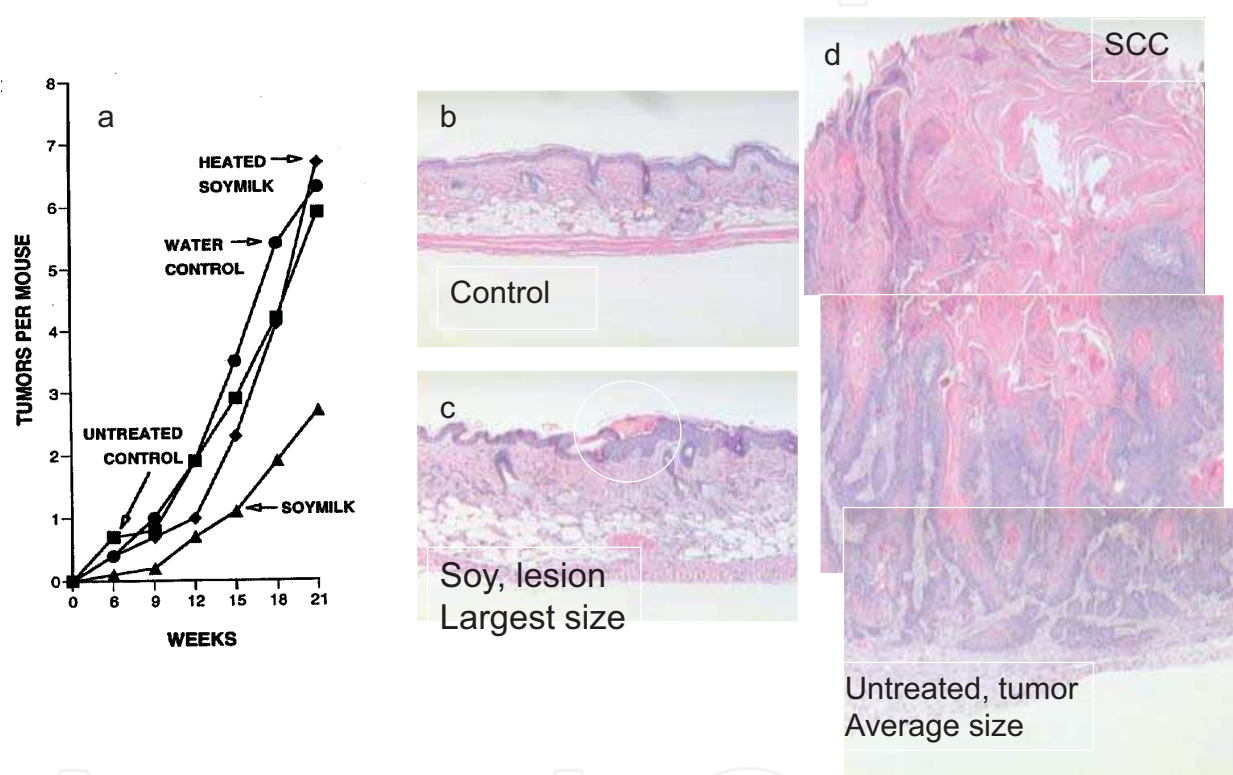 a
8
7
6
5
4
3
2
1
0
TUMORS PER MOUSE
HEATED
SOYMILK
WATER
CONTROL
UNTREATED
CONTROL
SOYMILK
0 6 9 12 15 18 21
WEEKS
b
Control
c
Soy, lesion
Largest size
d
SCC
Untreated, tumor
Average size